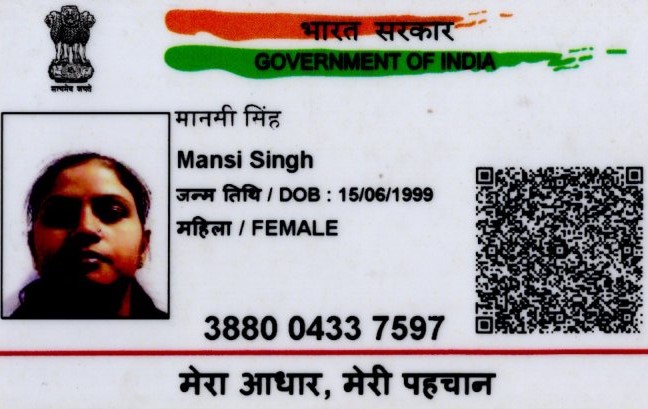 सत्यमेव जयते
भारत सरकार
GOVERNMENT OF INDIA
मानमी सिंह
Mansi Singh
जन्म तिथि / DOB : 15/06/1999
महिला / FEMALE
3880 0433 7597
मेरा आधार, मेरी पहचान